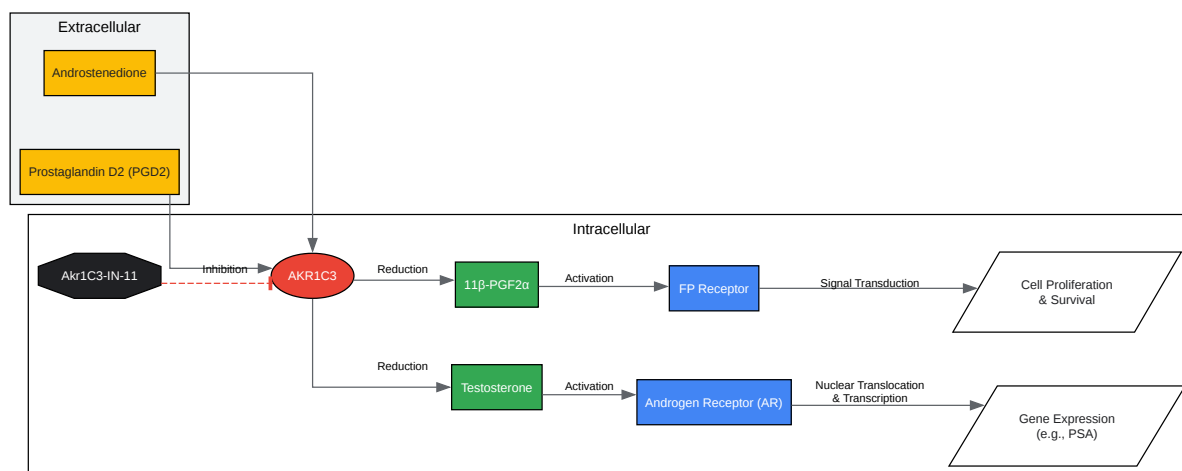 Extracellular
Androstenedione
Prostaglandin D2 (PGD2)
Intracellular
Akr1C3-IN-11
Inhibition
AKR1C3
Reduction
11β-PGF2α
Activation
FP Receptor
Signal Transduction
Cell Proliferation
& Survival
Reduction
Testosterone
Activation
Androgen Receptor (AR)
Nuclear Translocation
& Transcription
Gene Expression
(e.g., PSA)